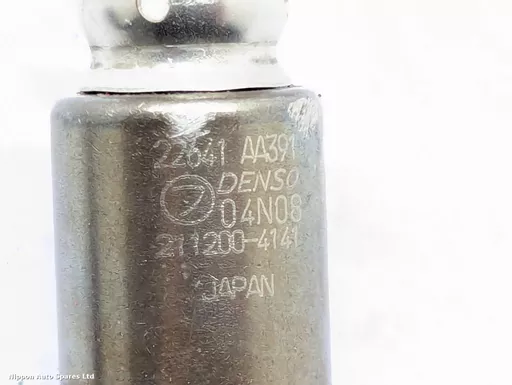 22641 AA391
DENSO
04N08
211200-4141
JAPAN
Nippon Auto Spares Ltd